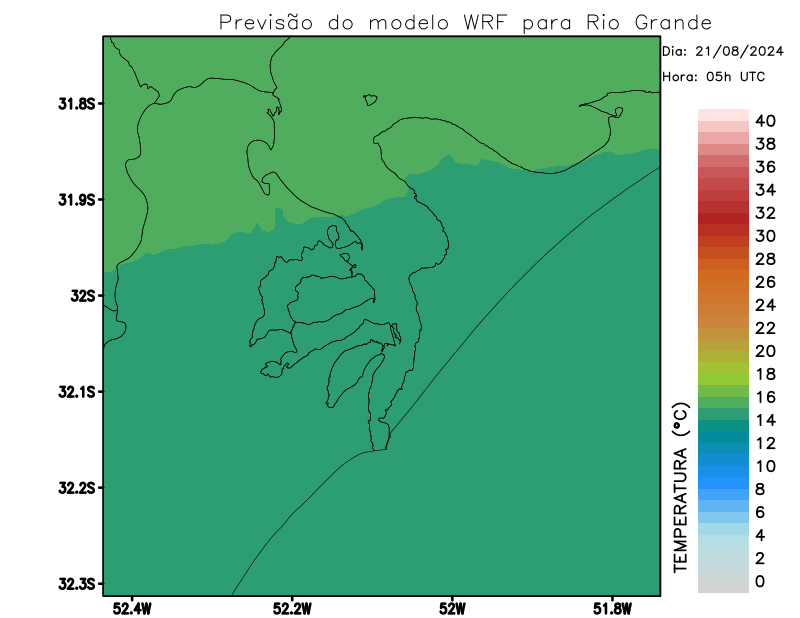 Previsão do modelo WRF para Rio Grande
Dia: 21/08/2024
Hora: 05h UTC
31.8S
31.9S
32S
32.1S
32.2S
32.3S
52.4W
52.2W
52W
51.8W
TEMPERATURA (°C)
40
38
36
34
32
30
28
26
24
22
20
18
16
14
12
10
8
6
4
2
0